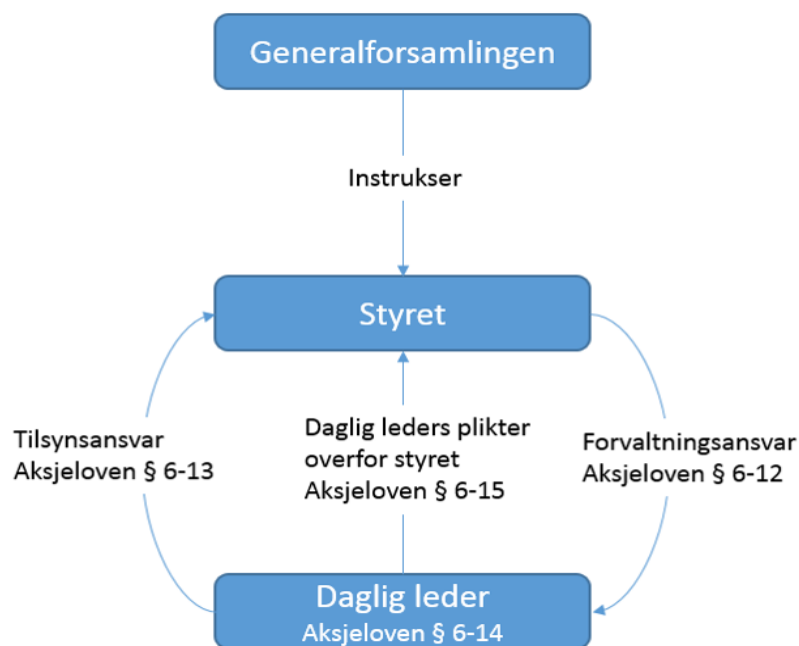 Generalforsamlingen
Instrukser
Styret
Tilsynsansvar
Aksjeloven § 6-13
Daglig leders plikter
overfor styret
Aksjeloven § 6-15
Forvaltningsansvar
Aksjeloven § 6-12
Daglig leder
Aksjeloven § 6-14